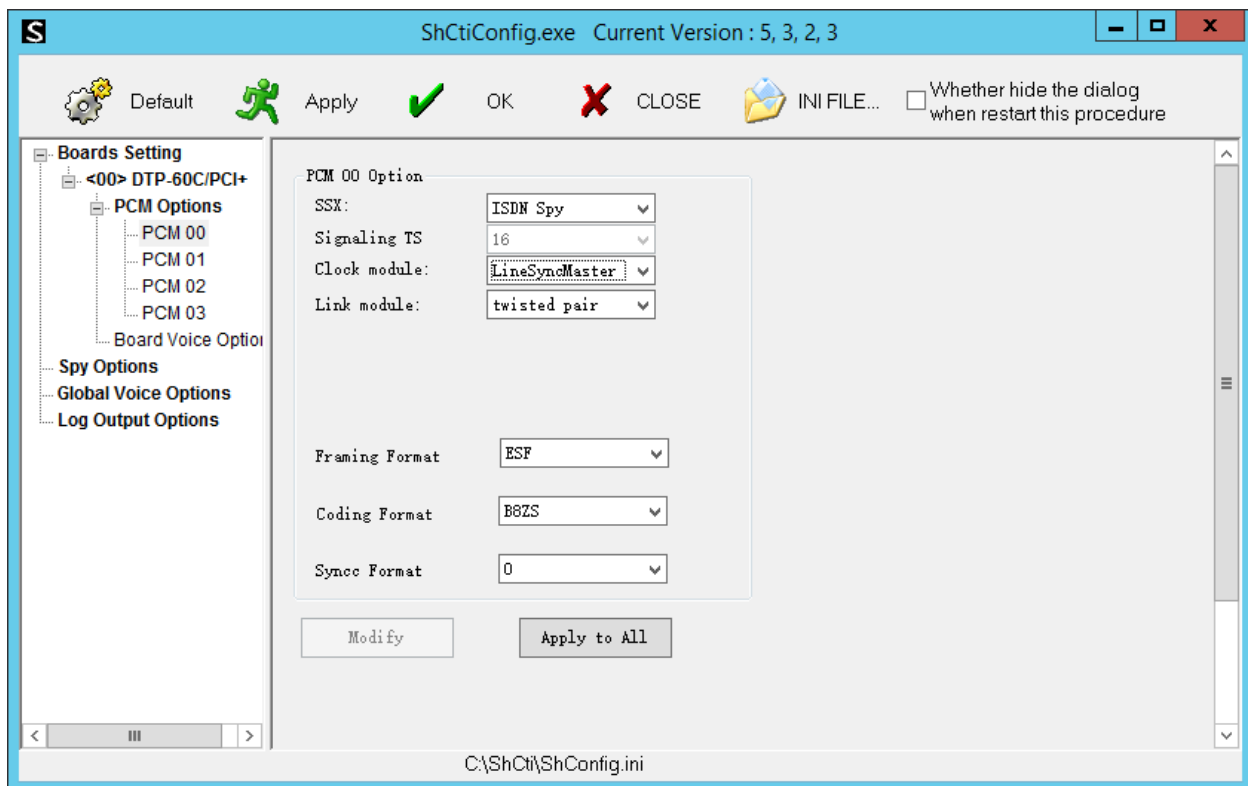 S
ShCtiConfig.exe Current Version : 5, 3, 2, 3
Default
Apply
OK
CLOSE
INI FILE...
Whether hide the dialog
when restart this procedure
Boards Setting
<00> DTP-60C/PCI+
PCM Options
PCM 00
PCM 01
PCM 02
PCM 03
Board Voice Option
Spy Options
Global Voice Options
Log Output Options
PCM 00 Option
SSX: ISDN Spy
Signaling TS 16
Clock module: LineSyncMaster
Link module: twisted pair
Framing Format ESF
Coding Format B8ZS
Syncc Format 0
Modify Apply to All
C:\ShCti\ShConfig.ini